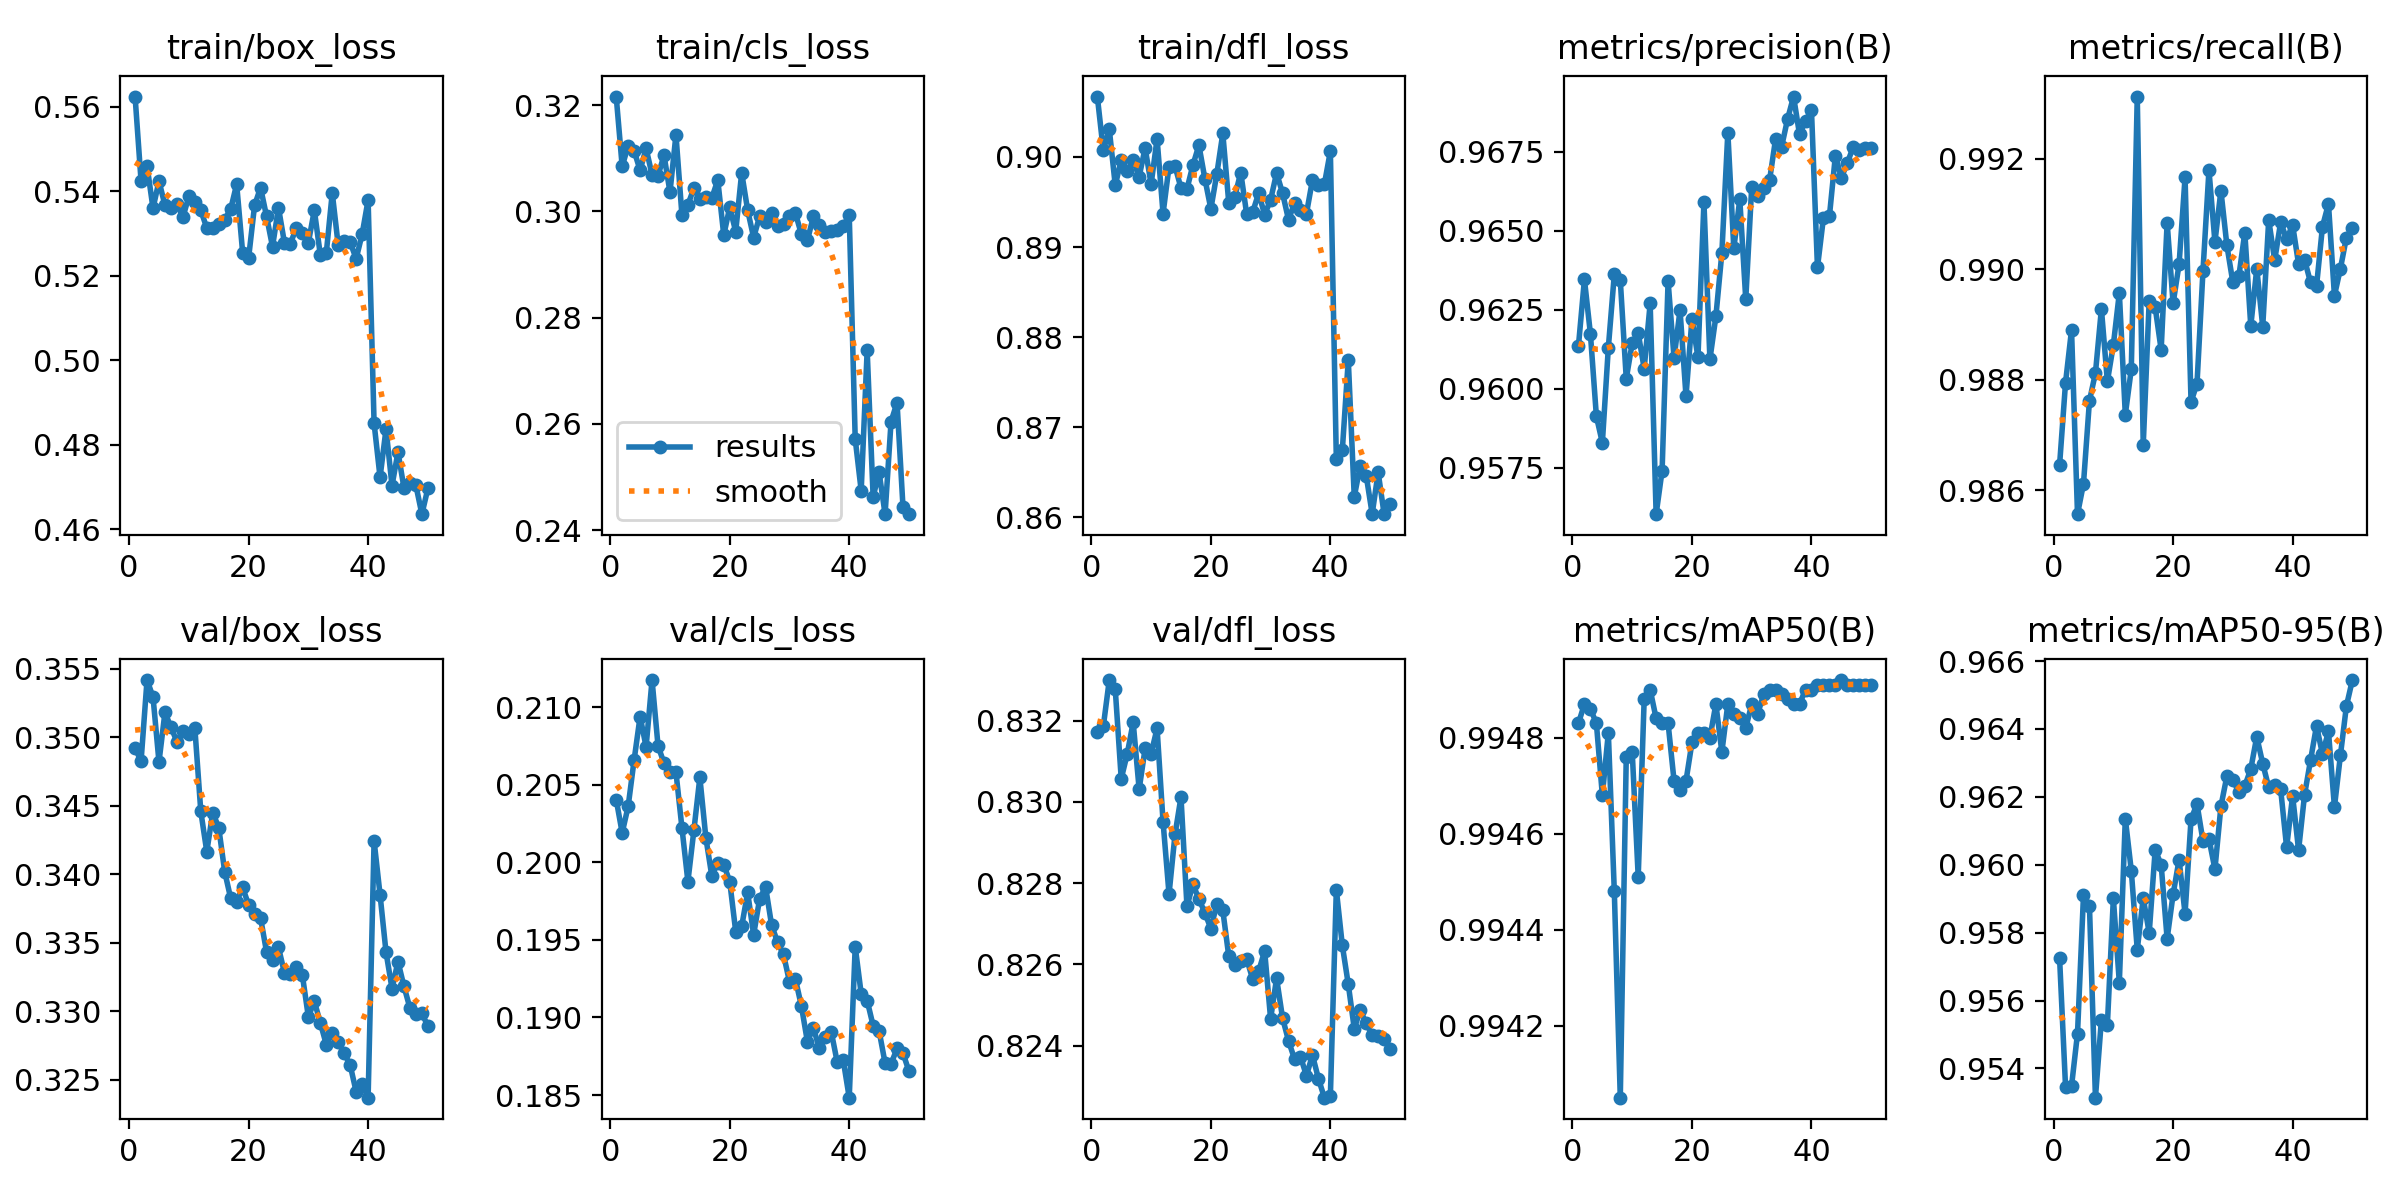 train/box_loss
0.56
0.54
0.52
0.50
0.48
0.46
0 20 40
train/cls_loss
0.32
0.30
0.28
0.26
0.24
results
smooth
0 20 40
train/dfl_loss
0.90
0.89
0.88
0.87
0.86
0 20 40
metrics/precision(B)
0.9675
0.9650
0.9625
0.9600
0.9575
0 20 40
metrics/recall(B)
0.992
0.990
0.988
0.986
0 20 40
val/box_loss
0.355
0.350
0.345
0.340
0.335
0.330
0.325
0 20 40
val/cls_loss
0.210
0.205
0.200
0.195
0.190
0.185
0 20 40
val/dfl_loss
0.832
0.830
0.828
0.826
0.824
0 20 40
metrics/mAP50(B)
0.9948
0.9946
0.9944
0.9942
0 20 40
metrics/mAP50-95(B)
0.966
0.964
0.962
0.960
0.958
0.956
0.954
0 20 40